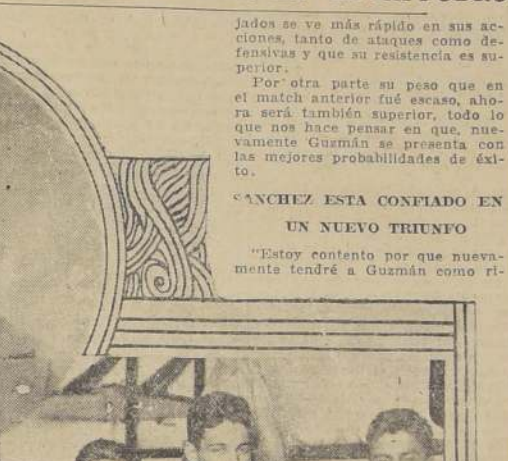 jados se ve más rápido en sus ac-
ciones, tanto de ataques como de-
fensivas y que su resistencia es su-
perior.
Por otra parte su peso que en
el match anterior fué escaso, aho-
ra será también superior, todo lo
que nos hace pensar en que, nue-
vamente Guzmán se presenta con
las mejores probabilidades de éxi-
to.
SANCHEZ ESTA CONFIADO EN
UN NUEVO TRIUNFO
"Estoy contento por que nueva-
mente tendré a Guzmán como ri-